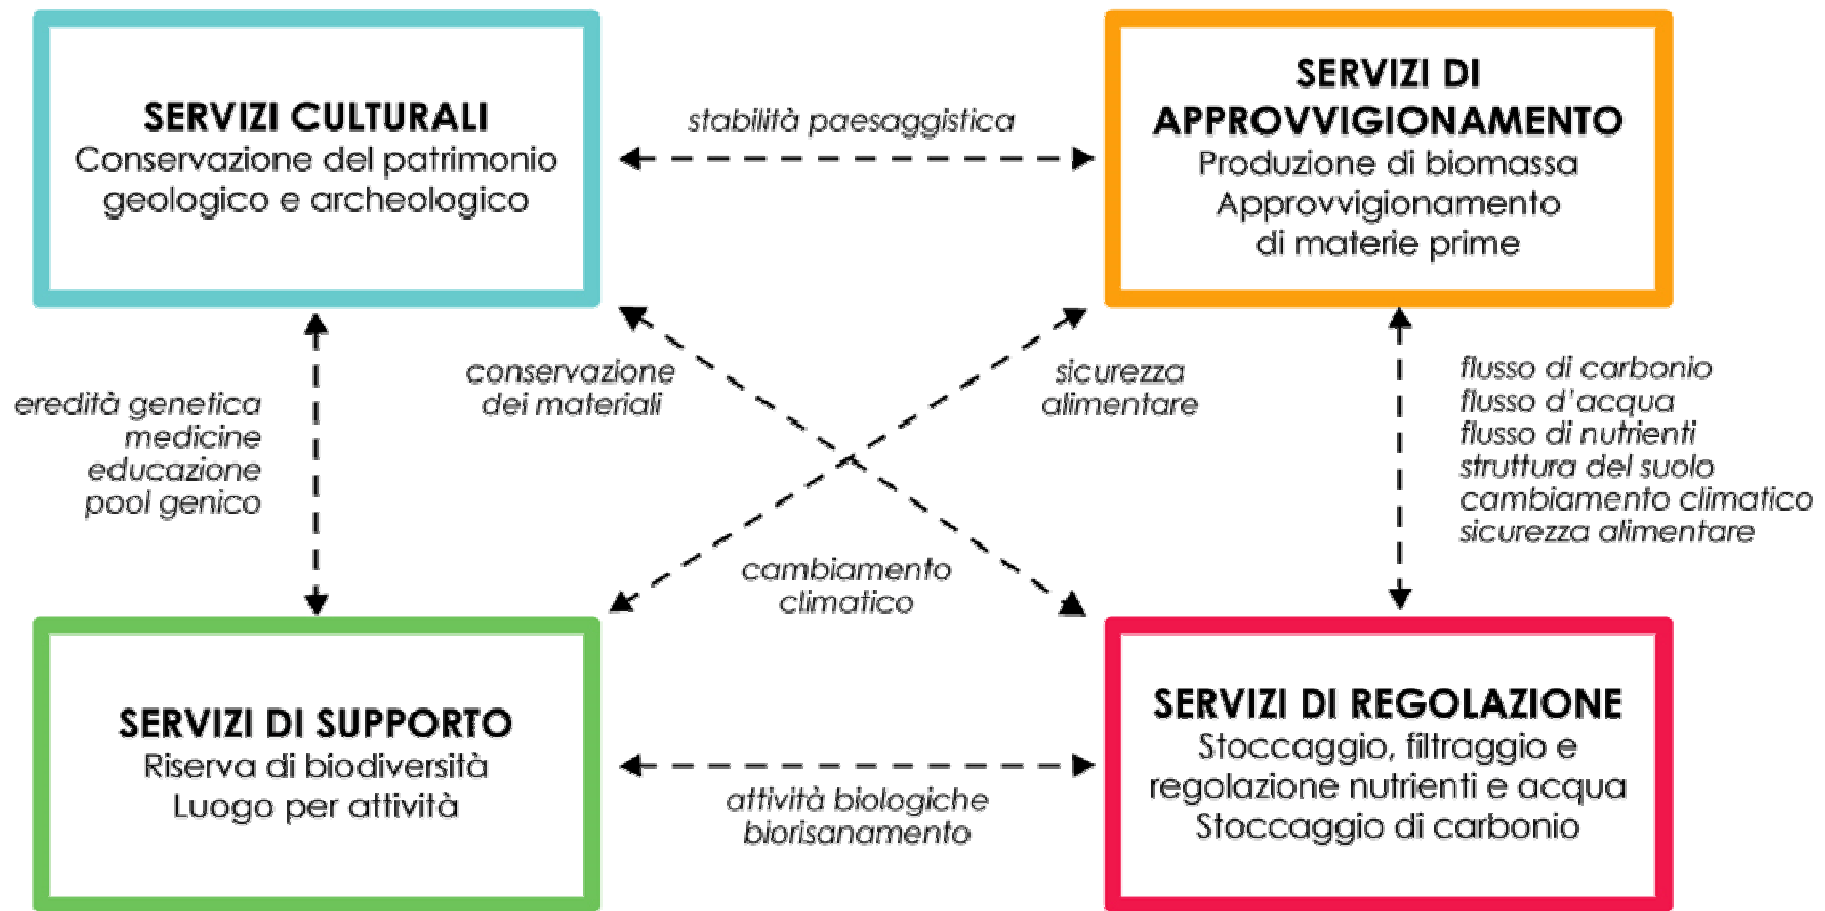 SERVIZI CULTURALI
Conservazione del patrimonio
geologico e archeologico
stabilità paesaggistica
SERVIZI DI
APPROVVIGIONAMENTO
Produzione di biomassa
Approvvigionamento
di materie prime
eredità genetica
medicine
educazione
pool genico
conservazione
dei materiali
sicurezza
alimentare
flusso di carbonio
flusso d'acqua
flusso di nutrienti
struttura del suolo
cambiamento climatico
sicurezza alimentare
cambiamento
climatico
SERVIZI DI SUPPORTO
Riserva di biodiversità
Luogo per attività
attività biologiche
biorisanamento
SERVIZI DI REGOLAZIONE
Stoccaggio, filtraggio e
regolazione nutrienti e acqua
Stoccaggio di carbonio